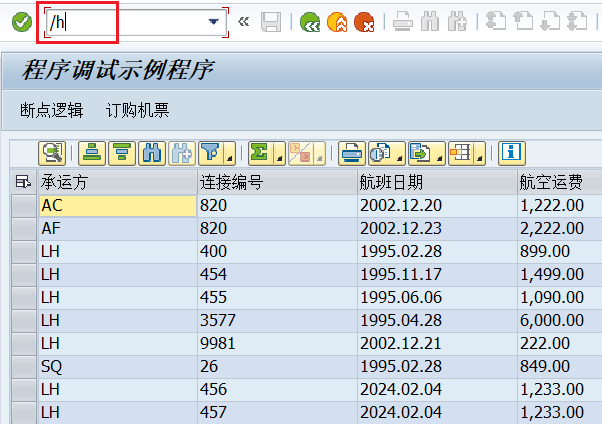 /h
程序调试示例程序
断点逻辑 订购机票
承运方 连接编号 航班日期 航空运费
AC 820 2002.12.20 1,222.00
AF 820 2002.12.23 2,222.00
LH 400 1995.02.28 899.00
LH 454 1995.11.17 1,499.00
LH 455 1995.06.06 1,090.00
LH 3577 1995.04.28 6,000.00
LH 9981 2002.12.21 222.00
SQ 26 1995.02.28 849.00
LH 456 2024.02.04 1,233.00
LH 457 2024.02.04 1,233.00